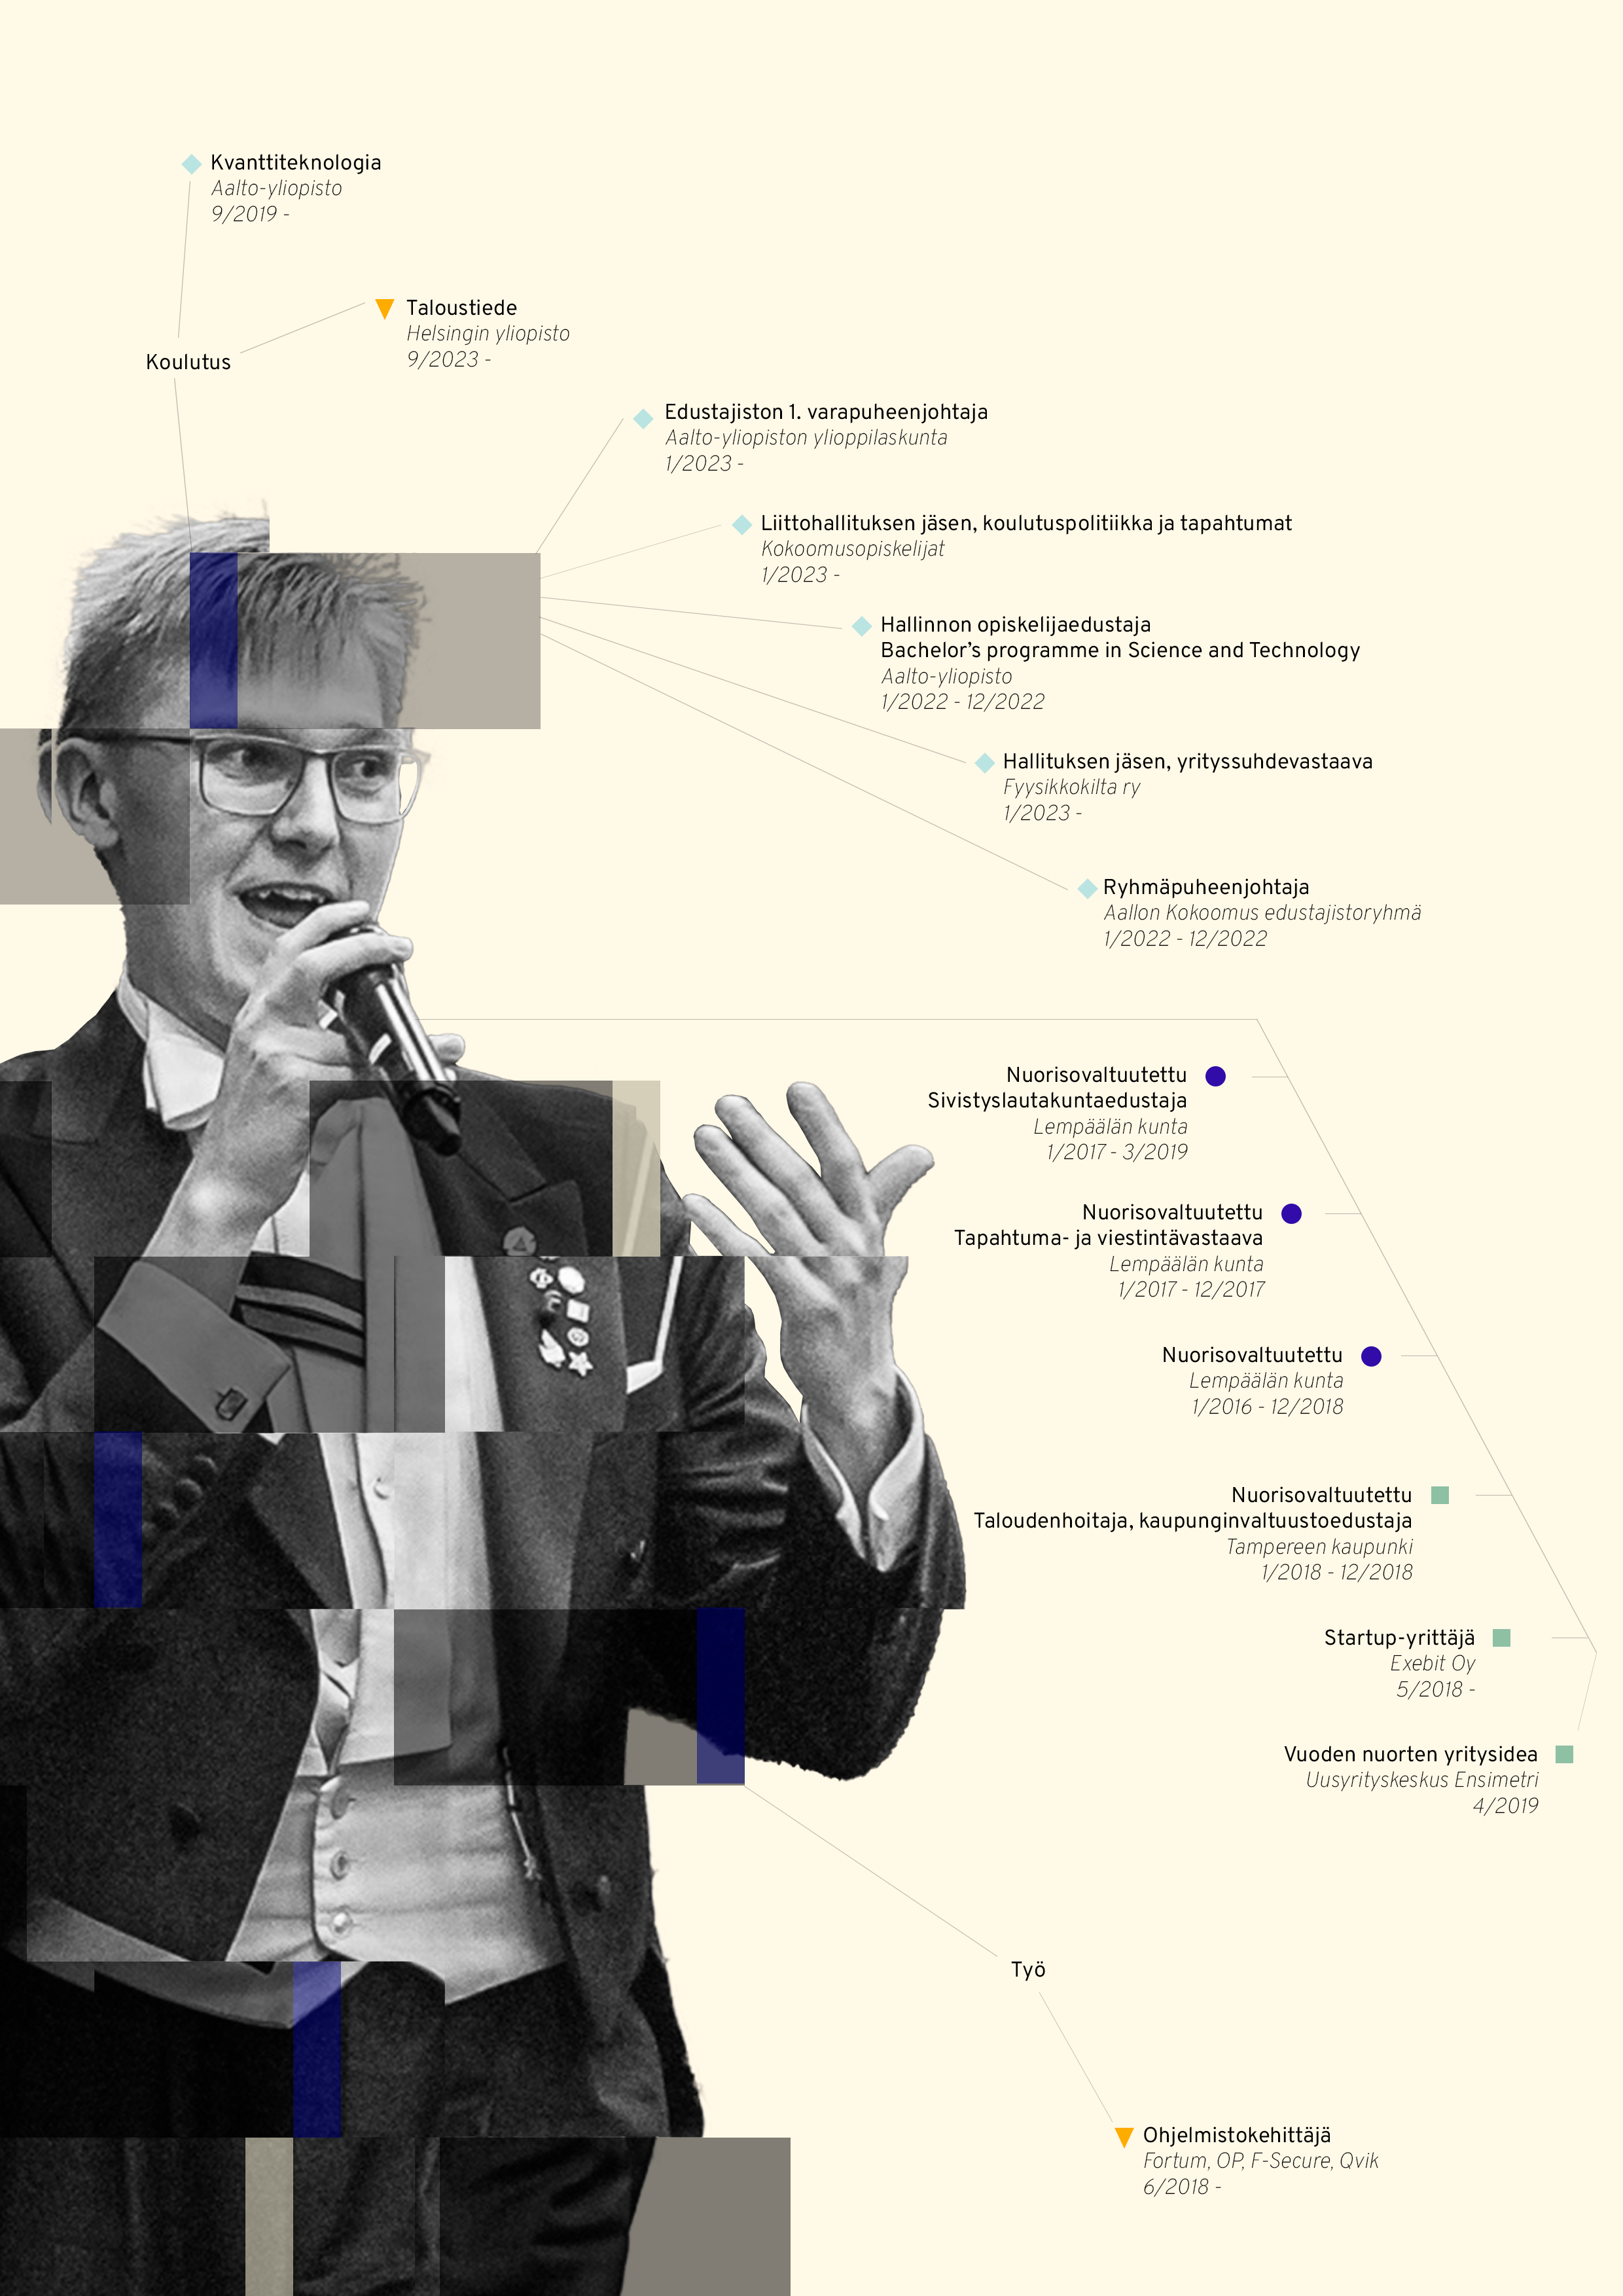 Kvanttiteknologia
Aalto-yliopisto
9/2019 -
Taloustiede
Helsingin yliopisto
9/2023 -
Koulutus
Edustajiston 1. varapuheenjohtaja
Aalto-yliopiston ylioppilaskunta
1/2023 -
Liittohallituksen jäsen, koulutuspolitiikka ja tapahtumat
Kokoomusopiskelijat
1/2023 -
Hallinnon opiskelijaedustaja
Bachelor’s programme in Science and Technology
Aalto-yliopisto
1/2022 - 12/2022
Hallituksen jäsen, yrityssuhdevastaava
Fyysikkokilta ry
1/2023 -
Ryhmäpuheenjohtaja
Aallon Kokoomus edustajistoryhmä
1/2022 - 12/2022
Nuorisovaltuutettu
Sivistyslautakuntaedustaja
Lempäälän kunta
1/2017 - 3/2019
Nuorisovaltuutettu
Tapahtuma- ja viestintävastaava
Lempäälän kunta
1/2017 - 12/2017
Nuorisovaltuutettu
Lempäälän kunta
1/2016 - 12/2018
Nuorisovaltuutettu
Taloudenhoitaja, kaupunginvaltuustoedustaja
Tampereen kaupunki
1/2018 - 12/2018
Startup-yrittäjä
Exebit Oy
5/2018 -
Vuoden nuorten yritysidea
Uusyrityskeskus Ensimetri
4/2019
Työ
Ohjelmistokehittäjä
Fortum, OP, F-Secure, Qvik
6/2018 -